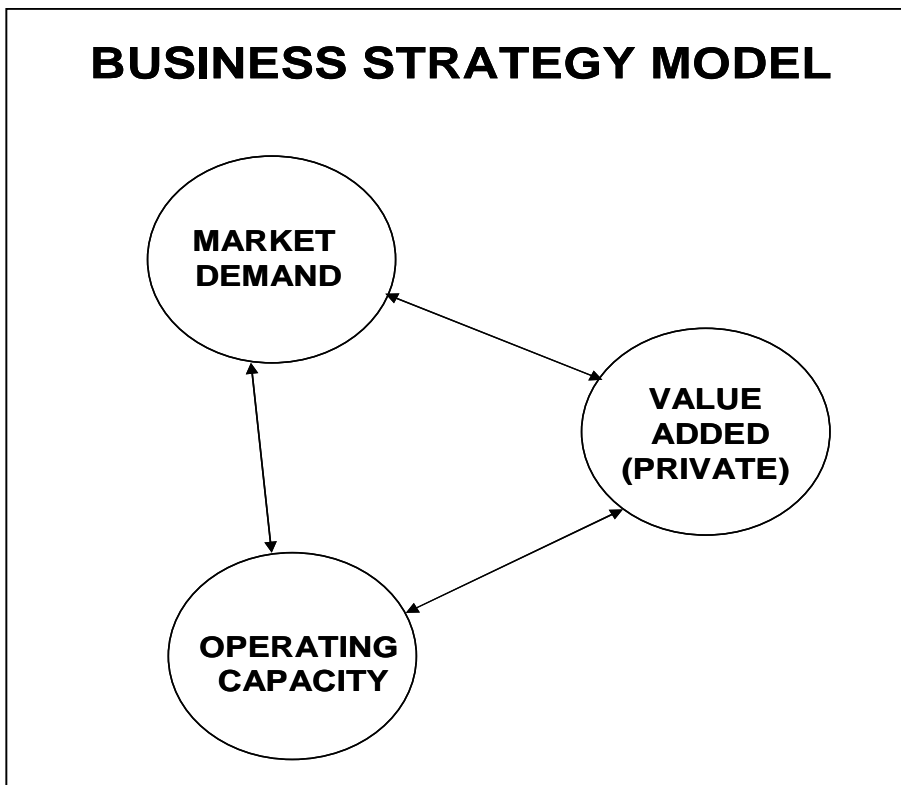 BUSINESS STRATEGY MODEL
MARKET
DEMAND
VALUE
ADDED
(PRIVATE)
OPERATING
CAPACITY